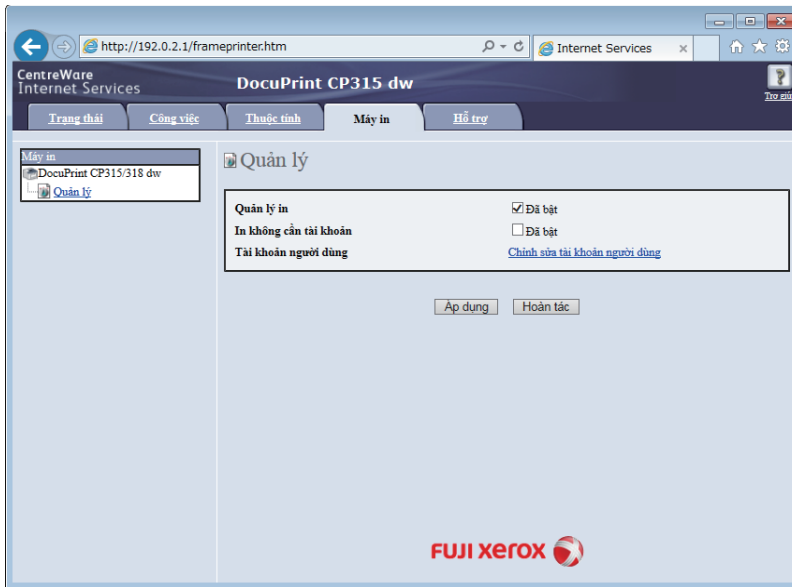 http://192.0.2.1/frameprinter.htm
Internet Services
CentreWare
Internet Services
DocuPrint CP315 dw
Trợ giúp
Trạng thái
Công việc
Thuộc tính
Máy in
Hỗ trợ
Máy in
DocuPrint CP315/318 dw
Quản lý
Quản lý
Quản lý in
Đã bật
In không cần tài khoản
Đã bật
Tài khoản người dùng
Chỉnh sửa tài khoản người dùng
Áp dụng
Hoàn tác
FUJI xerox